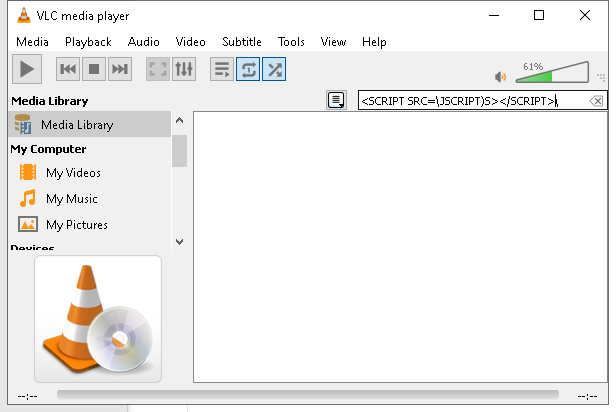 VLC media player
Media Playback Audio Video Subtitle Tools View Help
61%
Media Library
<SCRIPT SRC=\JSCRIPT)S></SCRIPT>\
Media Library
My Computer
My Videos
My Music
My Pictures
Devices
--:-- --:--